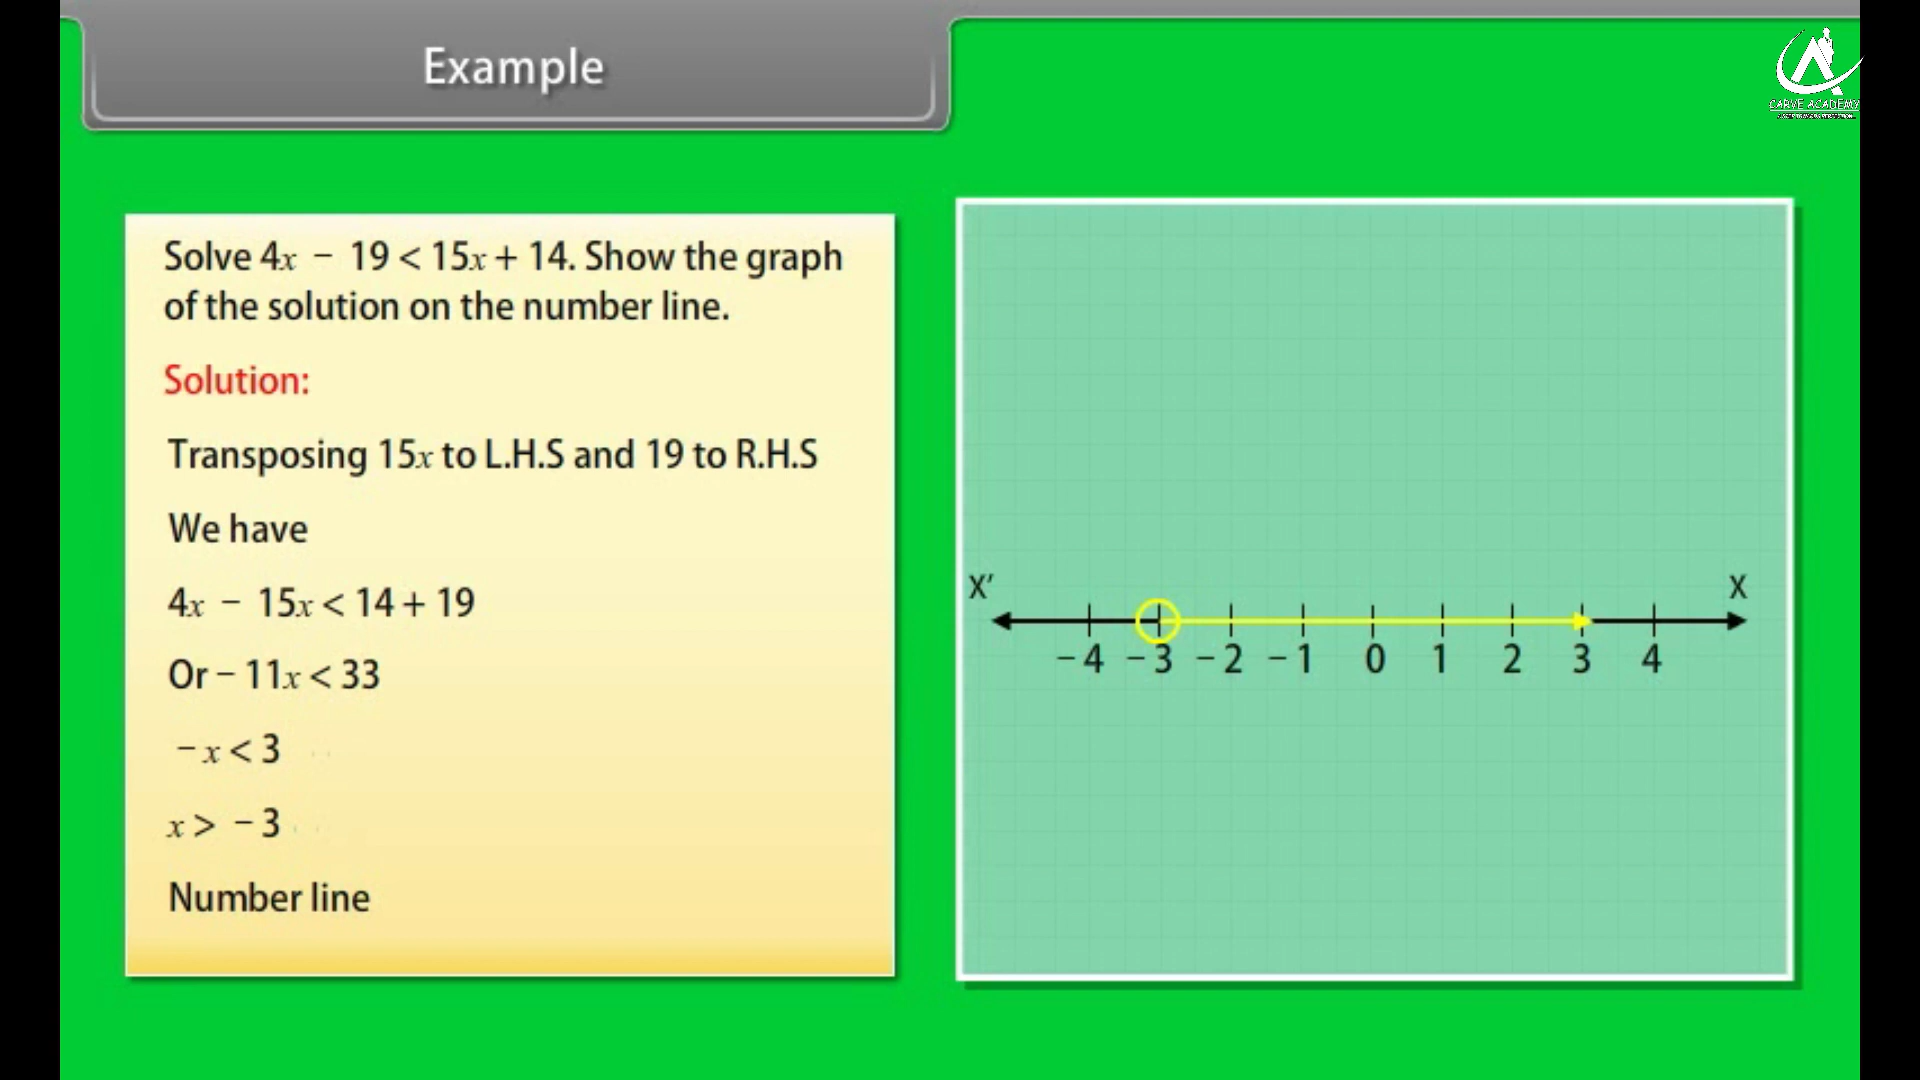 Example
CARVE ACADEMY
Solve 4x − 19 < 15x + 14. Show the graph
of the solution on the number line.
Solution:
Transposing 15x to L.H.S and 19 to R.H.S
We have
4x − 15x < 14 + 19
Or − 11x < 33
− x < 3
x > − 3
Number line
X′ X
−4 −3 −2 −1 0 1 2 3 4